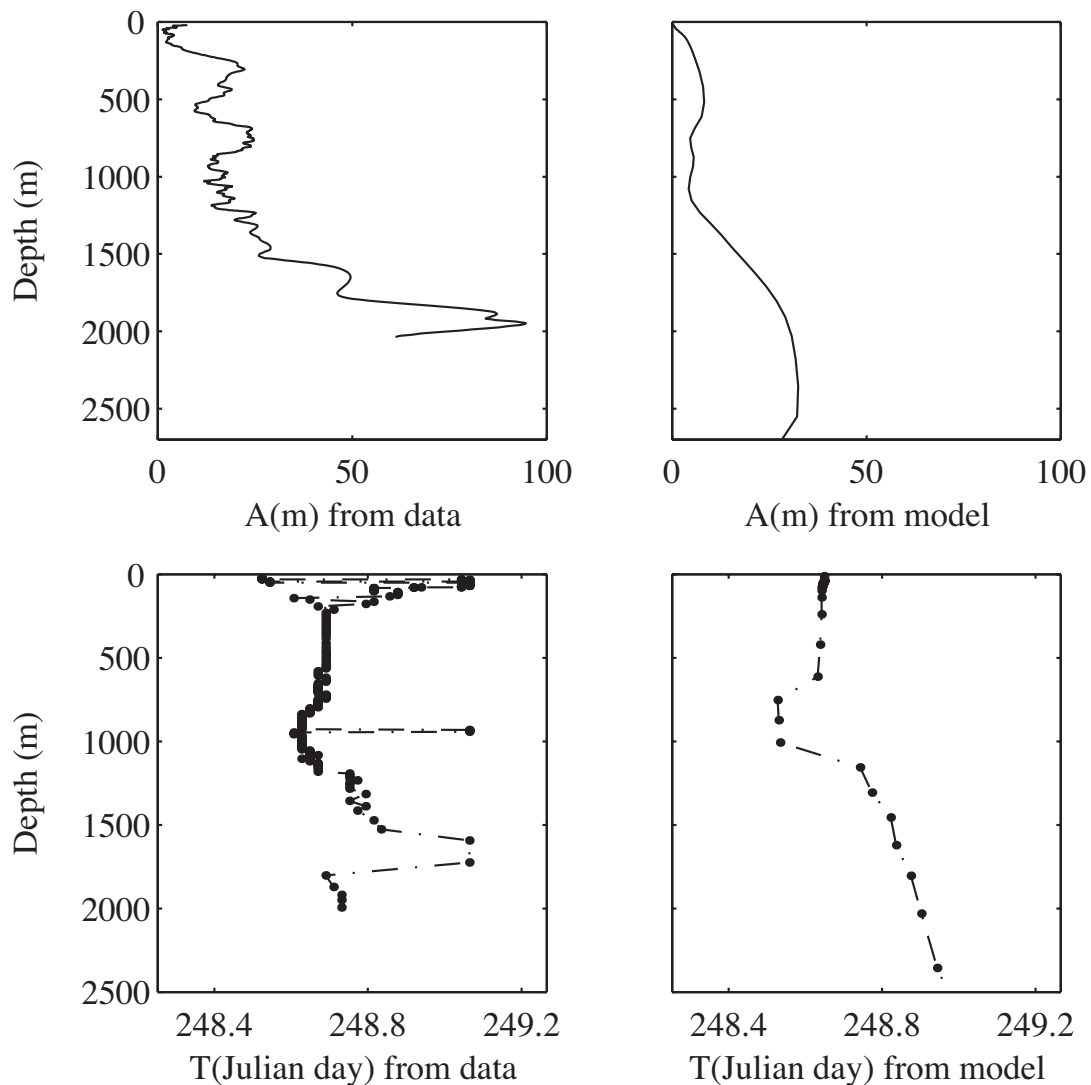 0
500
1000
1500
2000
2500
Depth (m)
0 50 100
A(m) from data
0 50 100
A(m) from model
0
500
1000
1500
2000
2500
Depth (m)
248.4 248.8 249.2
T(Julian day) from data
248.4 248.8 249.2
T(Julian day) from model